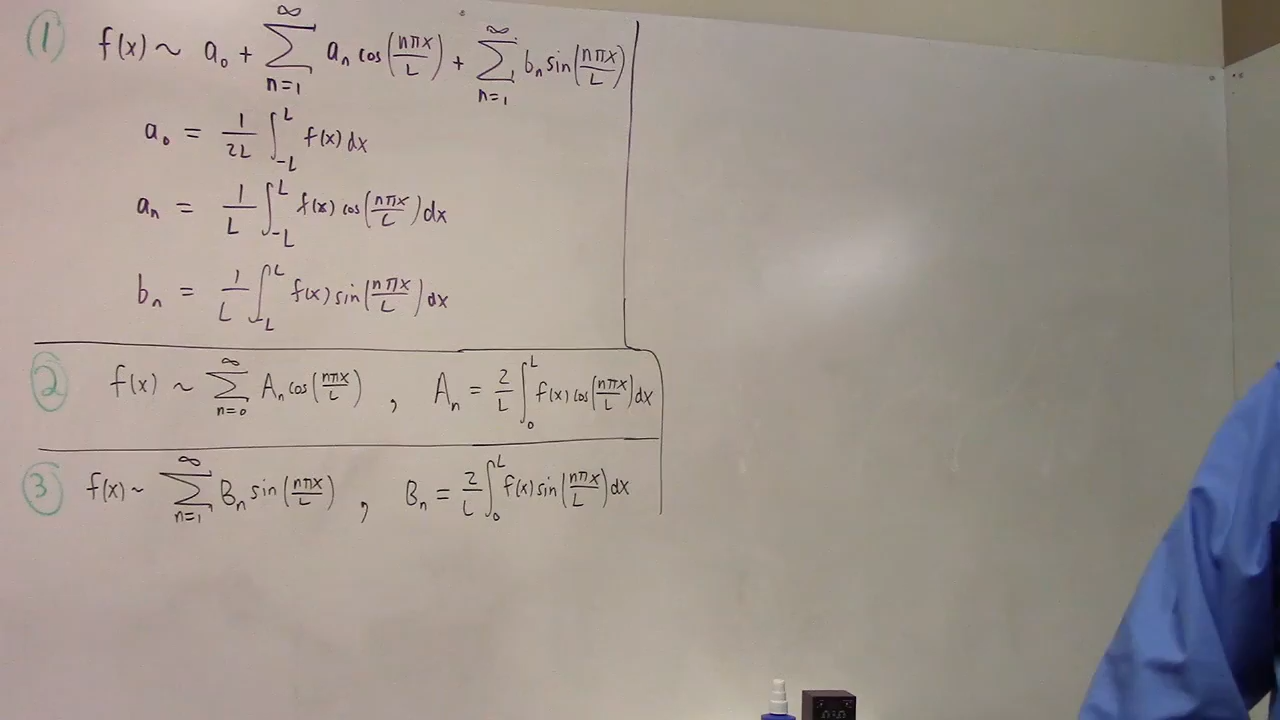 (1) f(x) ~ a₀ + ∞∑n=1 aₙ cos(nπx/L) + ∞∑n=1 bₙ sin(nπx/L)
a₀ = 1/2L ∫_-L^L f(x) dx
aₙ = 1/L ∫_-L^L f(x) cos(nπx/L) dx
bₙ = 1/L ∫_-L^L f(x) sin(nπx/L) dx
(2) f(x) ~ ∞∑n=0 Aₙ cos(nπx/L) , Aₙ = 2/L ∫_0^L f(x) cos(nπx/L) dx
(3) f(x) ~ ∞∑n=1 Bₙ sin(nπx/L) , Bₙ = 2/L ∫_0^L f(x) sin(nπx/L) dx